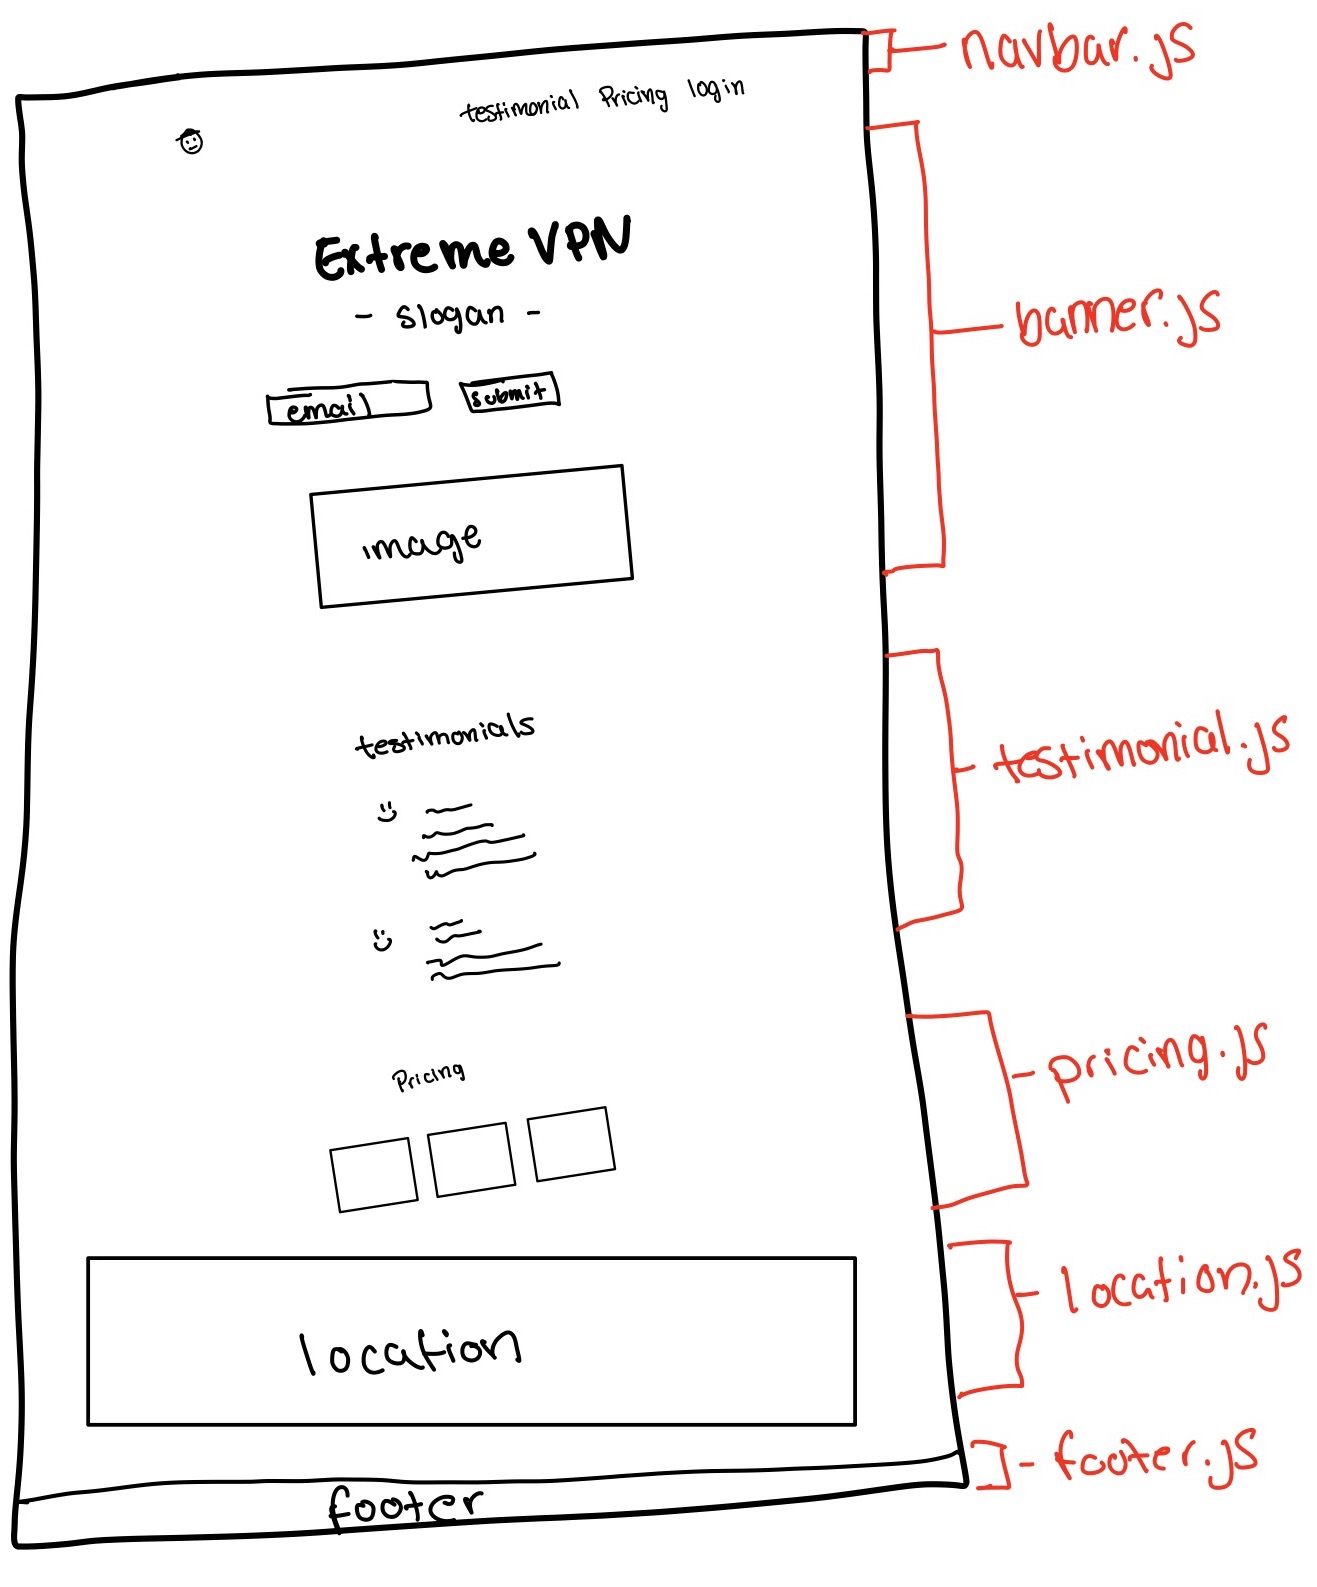 navbar.js
testimonial Pricing login
Extreme VPN
- slogan -
banner.js
email submit
image
testimonials
testimonial.js
Pricing
pricing.js
location
location.js
footer
footer.js